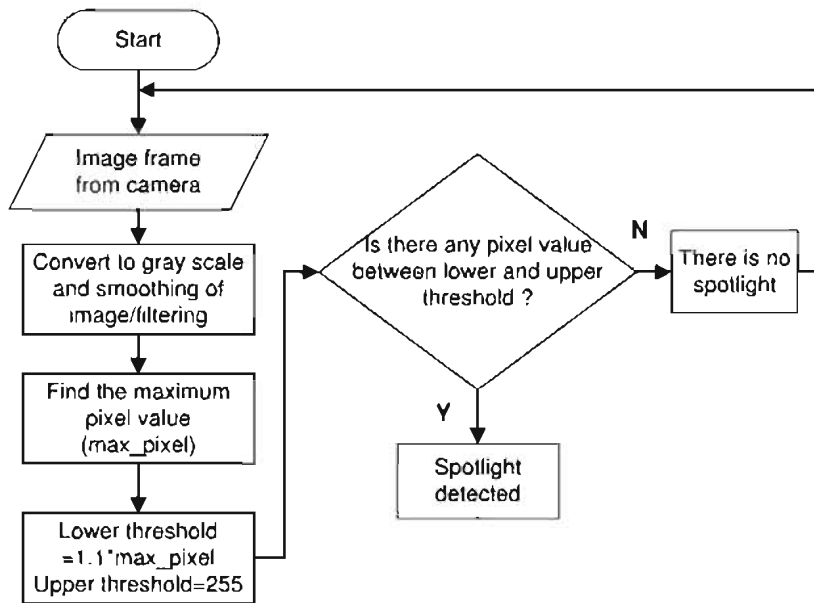 Start
Image frame
from camera
Convert to gray scale
and smoothing of
image/filtering
Find the maximum
pixel value
(max_pixel)
Lower threshold
=1.1*max_pixel
Upper threshold=255
Is there any pixel value
between lower and upper
threshold ?
N
There is no
spotlight
Y
Spotlight
detected